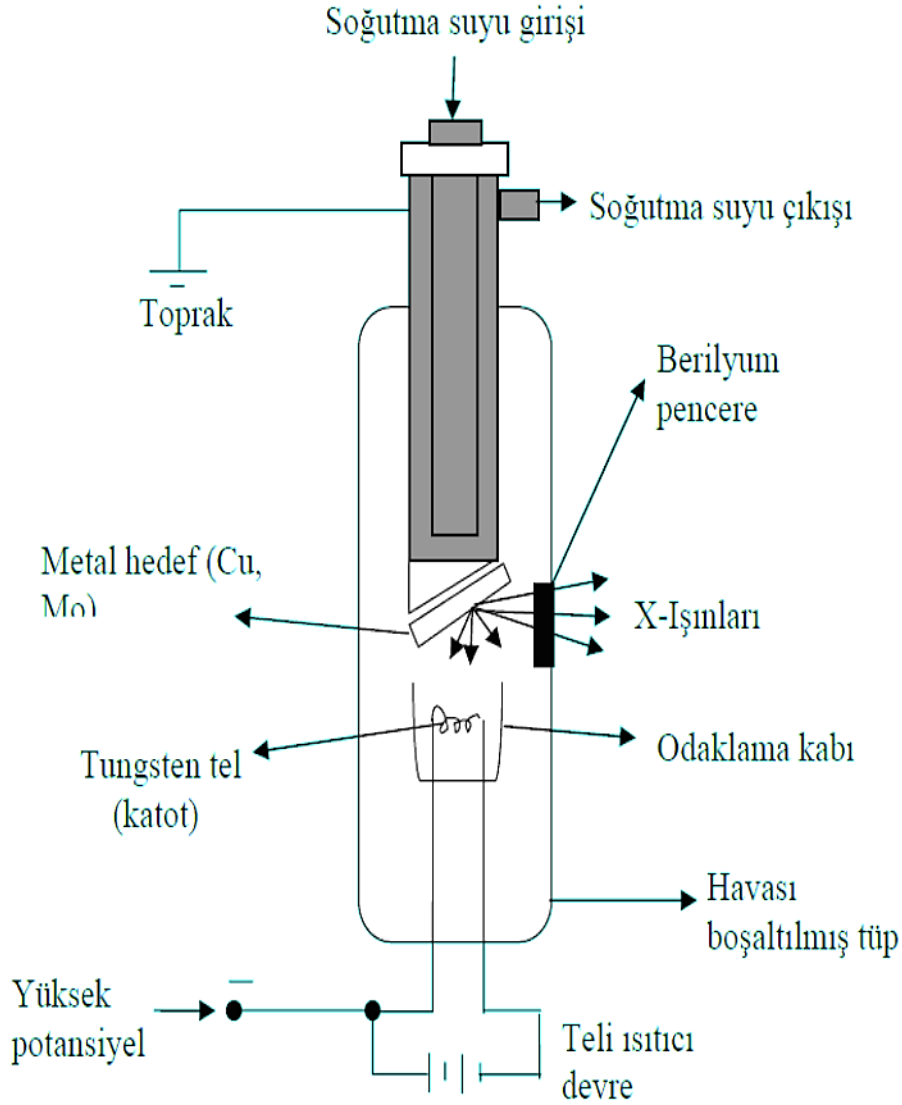 Soğutma suyu girişi
Soğutma suyu çıkışı
Toprak
Berilyum
pencere
Metal hedef (Cu,
Mo)
X-Işınları
Tungsten tel
(katot)
Odaklama kabı
Havası
boşaltılmış tüp
Yüksek
potansiyel
Teli ısıtıcı
devre